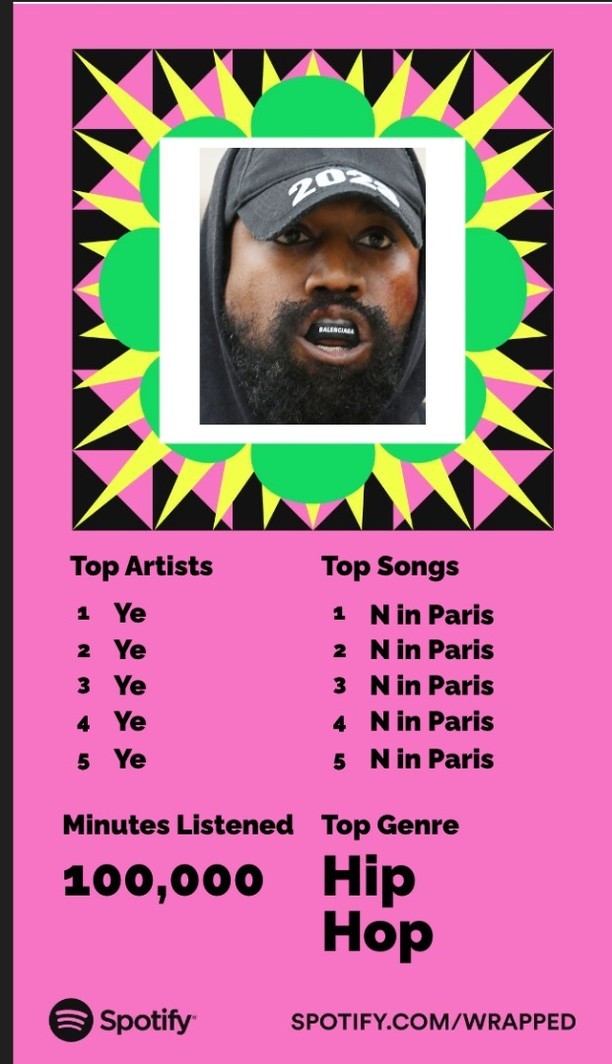 2023
BALENCIAGA
Top Artists
1 Ye
2 Ye
3 Ye
4 Ye
5 Ye
Top Songs
1 N in Paris
2 N in Paris
3 N in Paris
4 N in Paris
5 N in Paris
Minutes Listened
100,000
Top Genre
Hip
Hop
Spotify
SPOTIFY.COM/WRAPPED